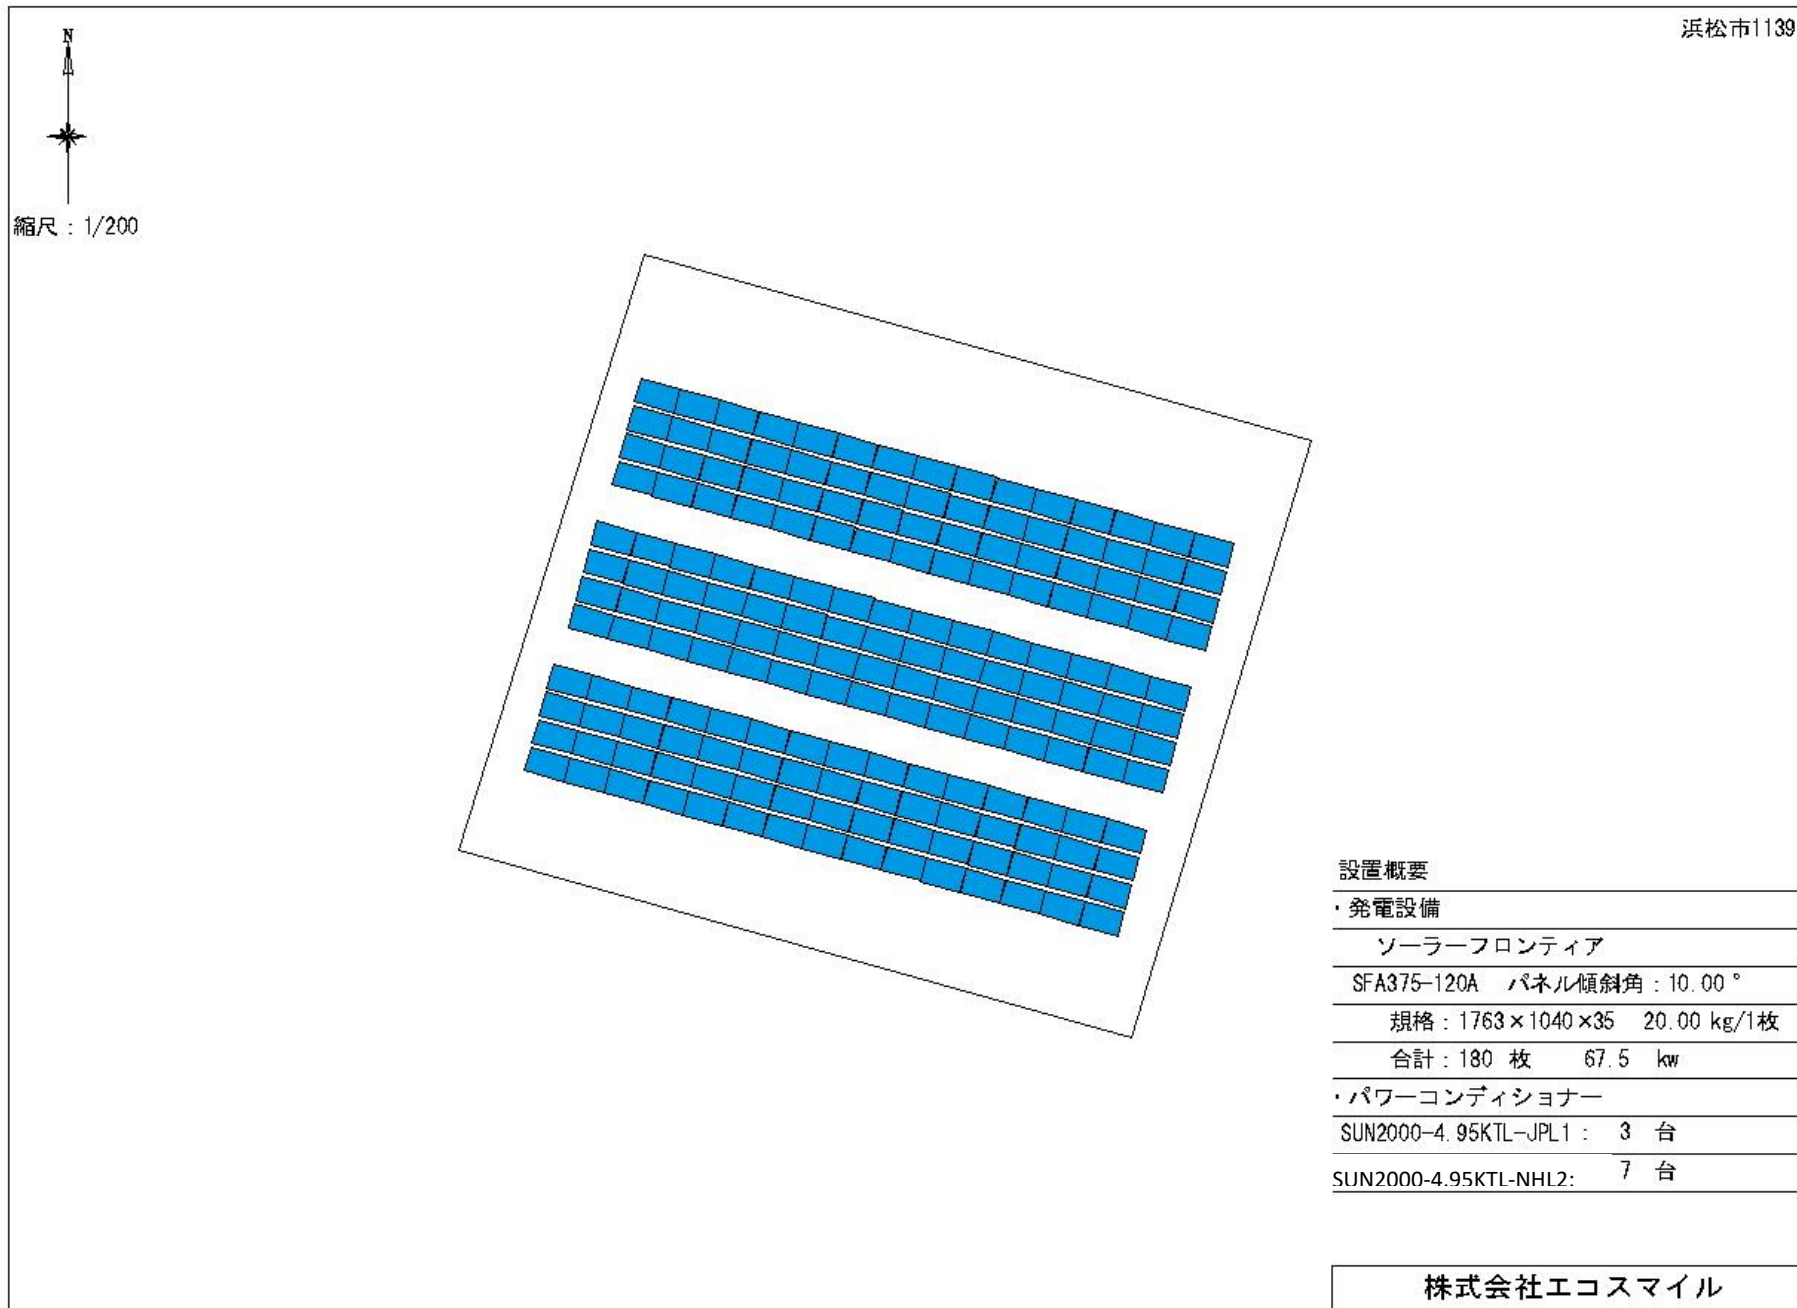 浜松市1139
N
縮尺：1/200
設置概要
・発電設備
ソーラーフロンティア
SFA375-120A パネル傾斜角：10.00°
規格：1763×1040×35 20.00 kg/1枚
合計：180 枚 67.5 kw
・パワーコンディショナー
SUN2000-4.95KTL-JPL1： 3 台
SUN2000-4.95KTL-NHL2: 7 台
株式会社エコスマイル